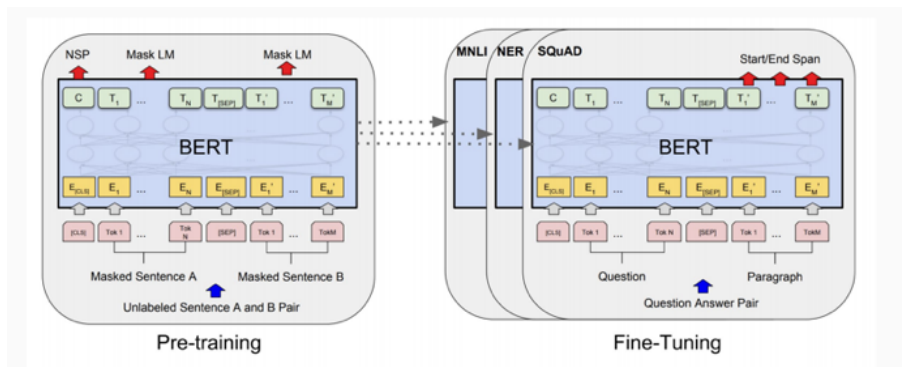 NSP Mask LM Mask LM
C T1 ... TN T[SEP] T1' ... TM'
BERT
E[CLS] E1 ... EN E[SEP] E1' ... EM'
[CLS] Tok 1 ... Tok N [SEP] Tok 1 ... TokM
Masked Sentence A Masked Sentence B
Unlabeled Sentence A and B Pair
Pre-training
MNLI NER SQuAD
Start/End Span
C T1 ... TN T[SEP] T1' ... TM'
BERT
E[CLS] E1 ... EN E[SEP] E1' ... EM'
[CLS] Tok 1 ... Tok N [SEP] Tok 1 ... TokM
Question Paragraph
Question Answer Pair
Fine-Tuning